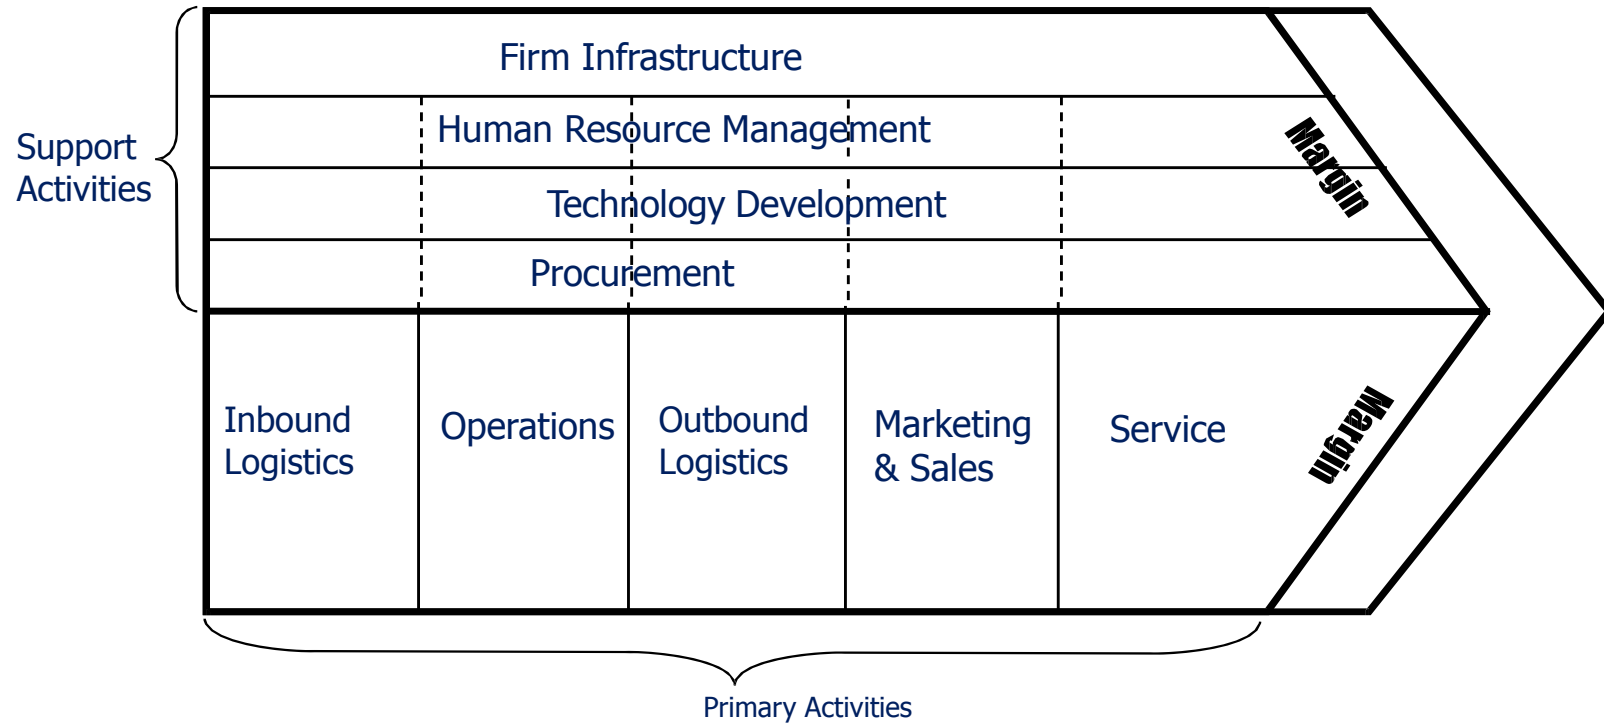 Firm Infrastructure
Human Resource Management
Support
Activities
Technology Development
Procurement
Margin
Inbound
Logistics
Operations
Outbound
Logistics
Marketing
& Sales
Service
Margin
Primary Activities